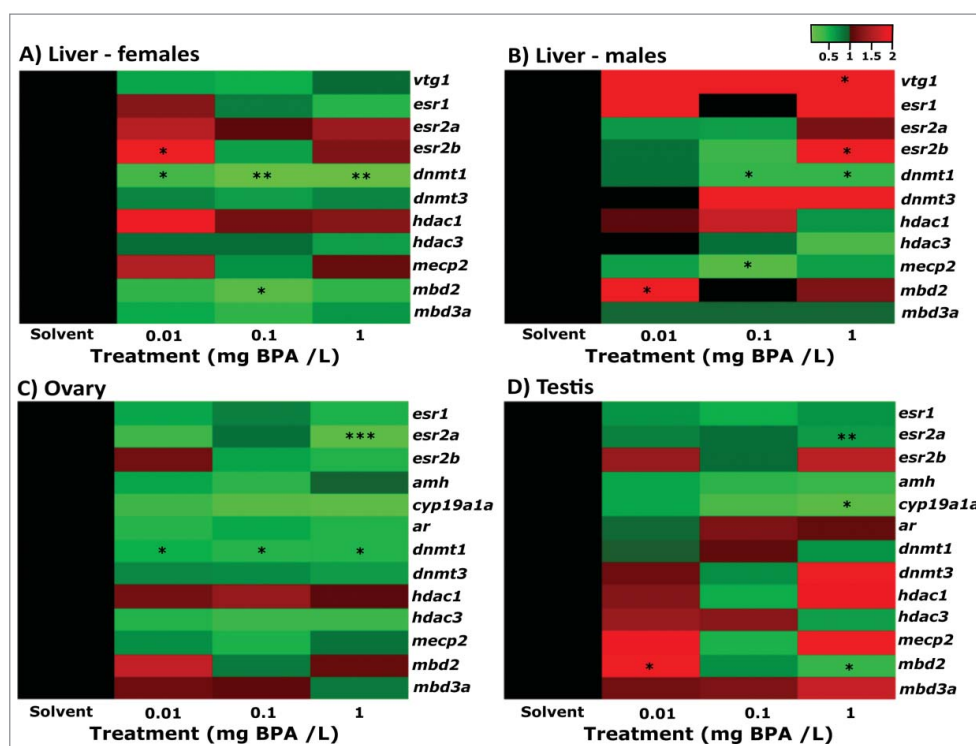 A) Liver - females
vtg1
esr1
esr2a
*
esr2b
* ** **
dnmt1
dnmt3
hdac1
hdac3
mecp2
*
mbd2
mbd3a
Solvent 0.01 0.1 1
Treatment (mg BPA /L)
B) Liver - males
0.5 1 1.5 2
*
vtg1
esr1
esr2a
*
esr2b
* *
dnmt1
dnmt3
hdac1
hdac3
*
mecp2
*
mbd2
mbd3a
Solvent 0.01 0.1 1
Treatment (mg BPA /L)
C) Ovary
esr1
***
esr2a
esr2b
amh
cyp19a1a
ar
* * *
dnmt1
dnmt3
hdac1
hdac3
mecp2
mbd2
mbd3a
Solvent 0.01 0.1 1
Treatment (mg BPA /L)
D) Testis
esr1
**
esr2a
esr2b
amh
*
cyp19a1a
ar
dnmt1
dnmt3
hdac1
hdac3
mecp2
* *
mbd2
mbd3a
Solvent 0.01 0.1 1
Treatment (mg BPA /L)